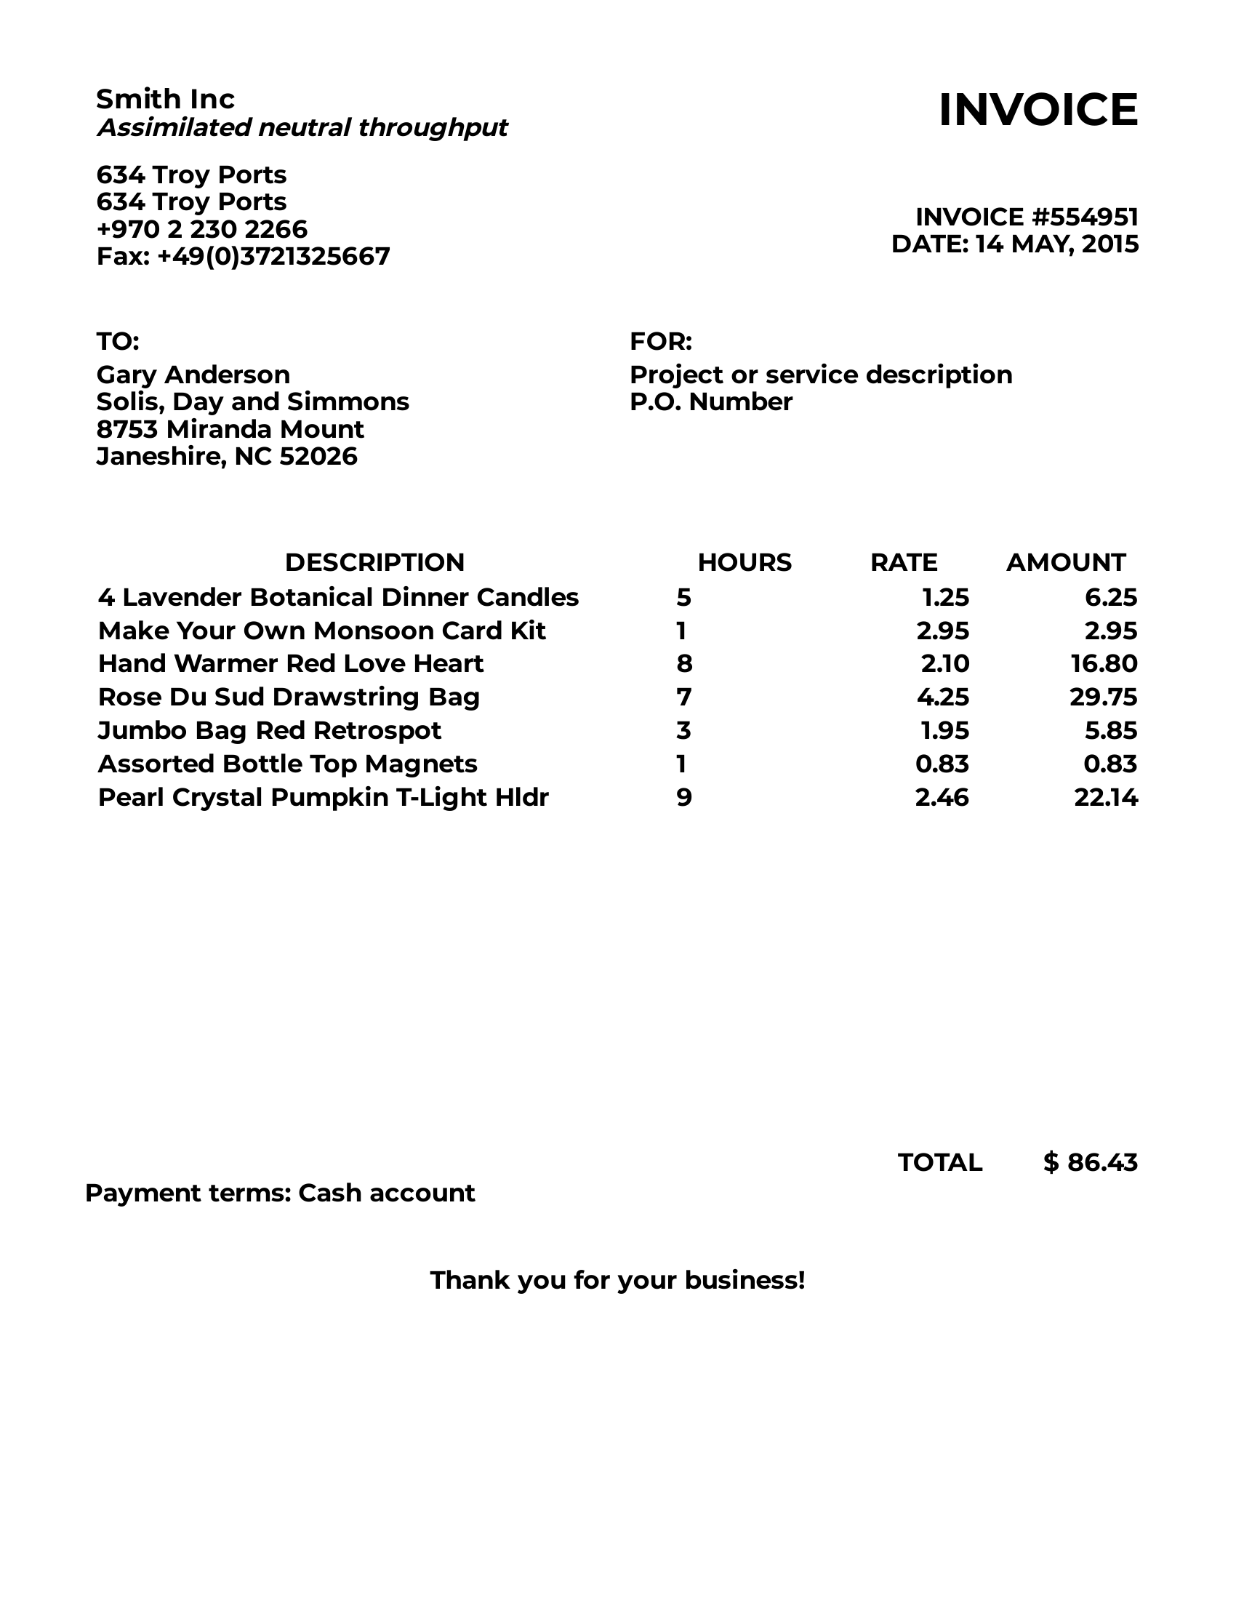 Smith Inc
Assimilated neutral throughput
INVOICE
634 Troy Ports
634 Troy Ports
+970 2 230 2266
Fax: +49(0)3721325667
INVOICE #554951
DATE: 14 MAY, 2015
TO:
Gary Anderson
Solis, Day and Simmons
8753 Miranda Mount
Janeshire, NC 52026
FOR:
Project or service description
P.O. Number
DESCRIPTION HOURS RATE AMOUNT
4 Lavender Botanical Dinner Candles 5 1.25 6.25
Make Your Own Monsoon Card Kit 1 2.95 2.95
Hand Warmer Red Love Heart 8 2.10 16.80
Rose Du Sud Drawstring Bag 7 4.25 29.75
Jumbo Bag Red Retrospot 3 1.95 5.85
Assorted Bottle Top Magnets 1 0.83 0.83
Pearl Crystal Pumpkin T-Light Hldr 9 2.46 22.14
TOTAL $ 86.43
Payment terms: Cash account
Thank you for your business!